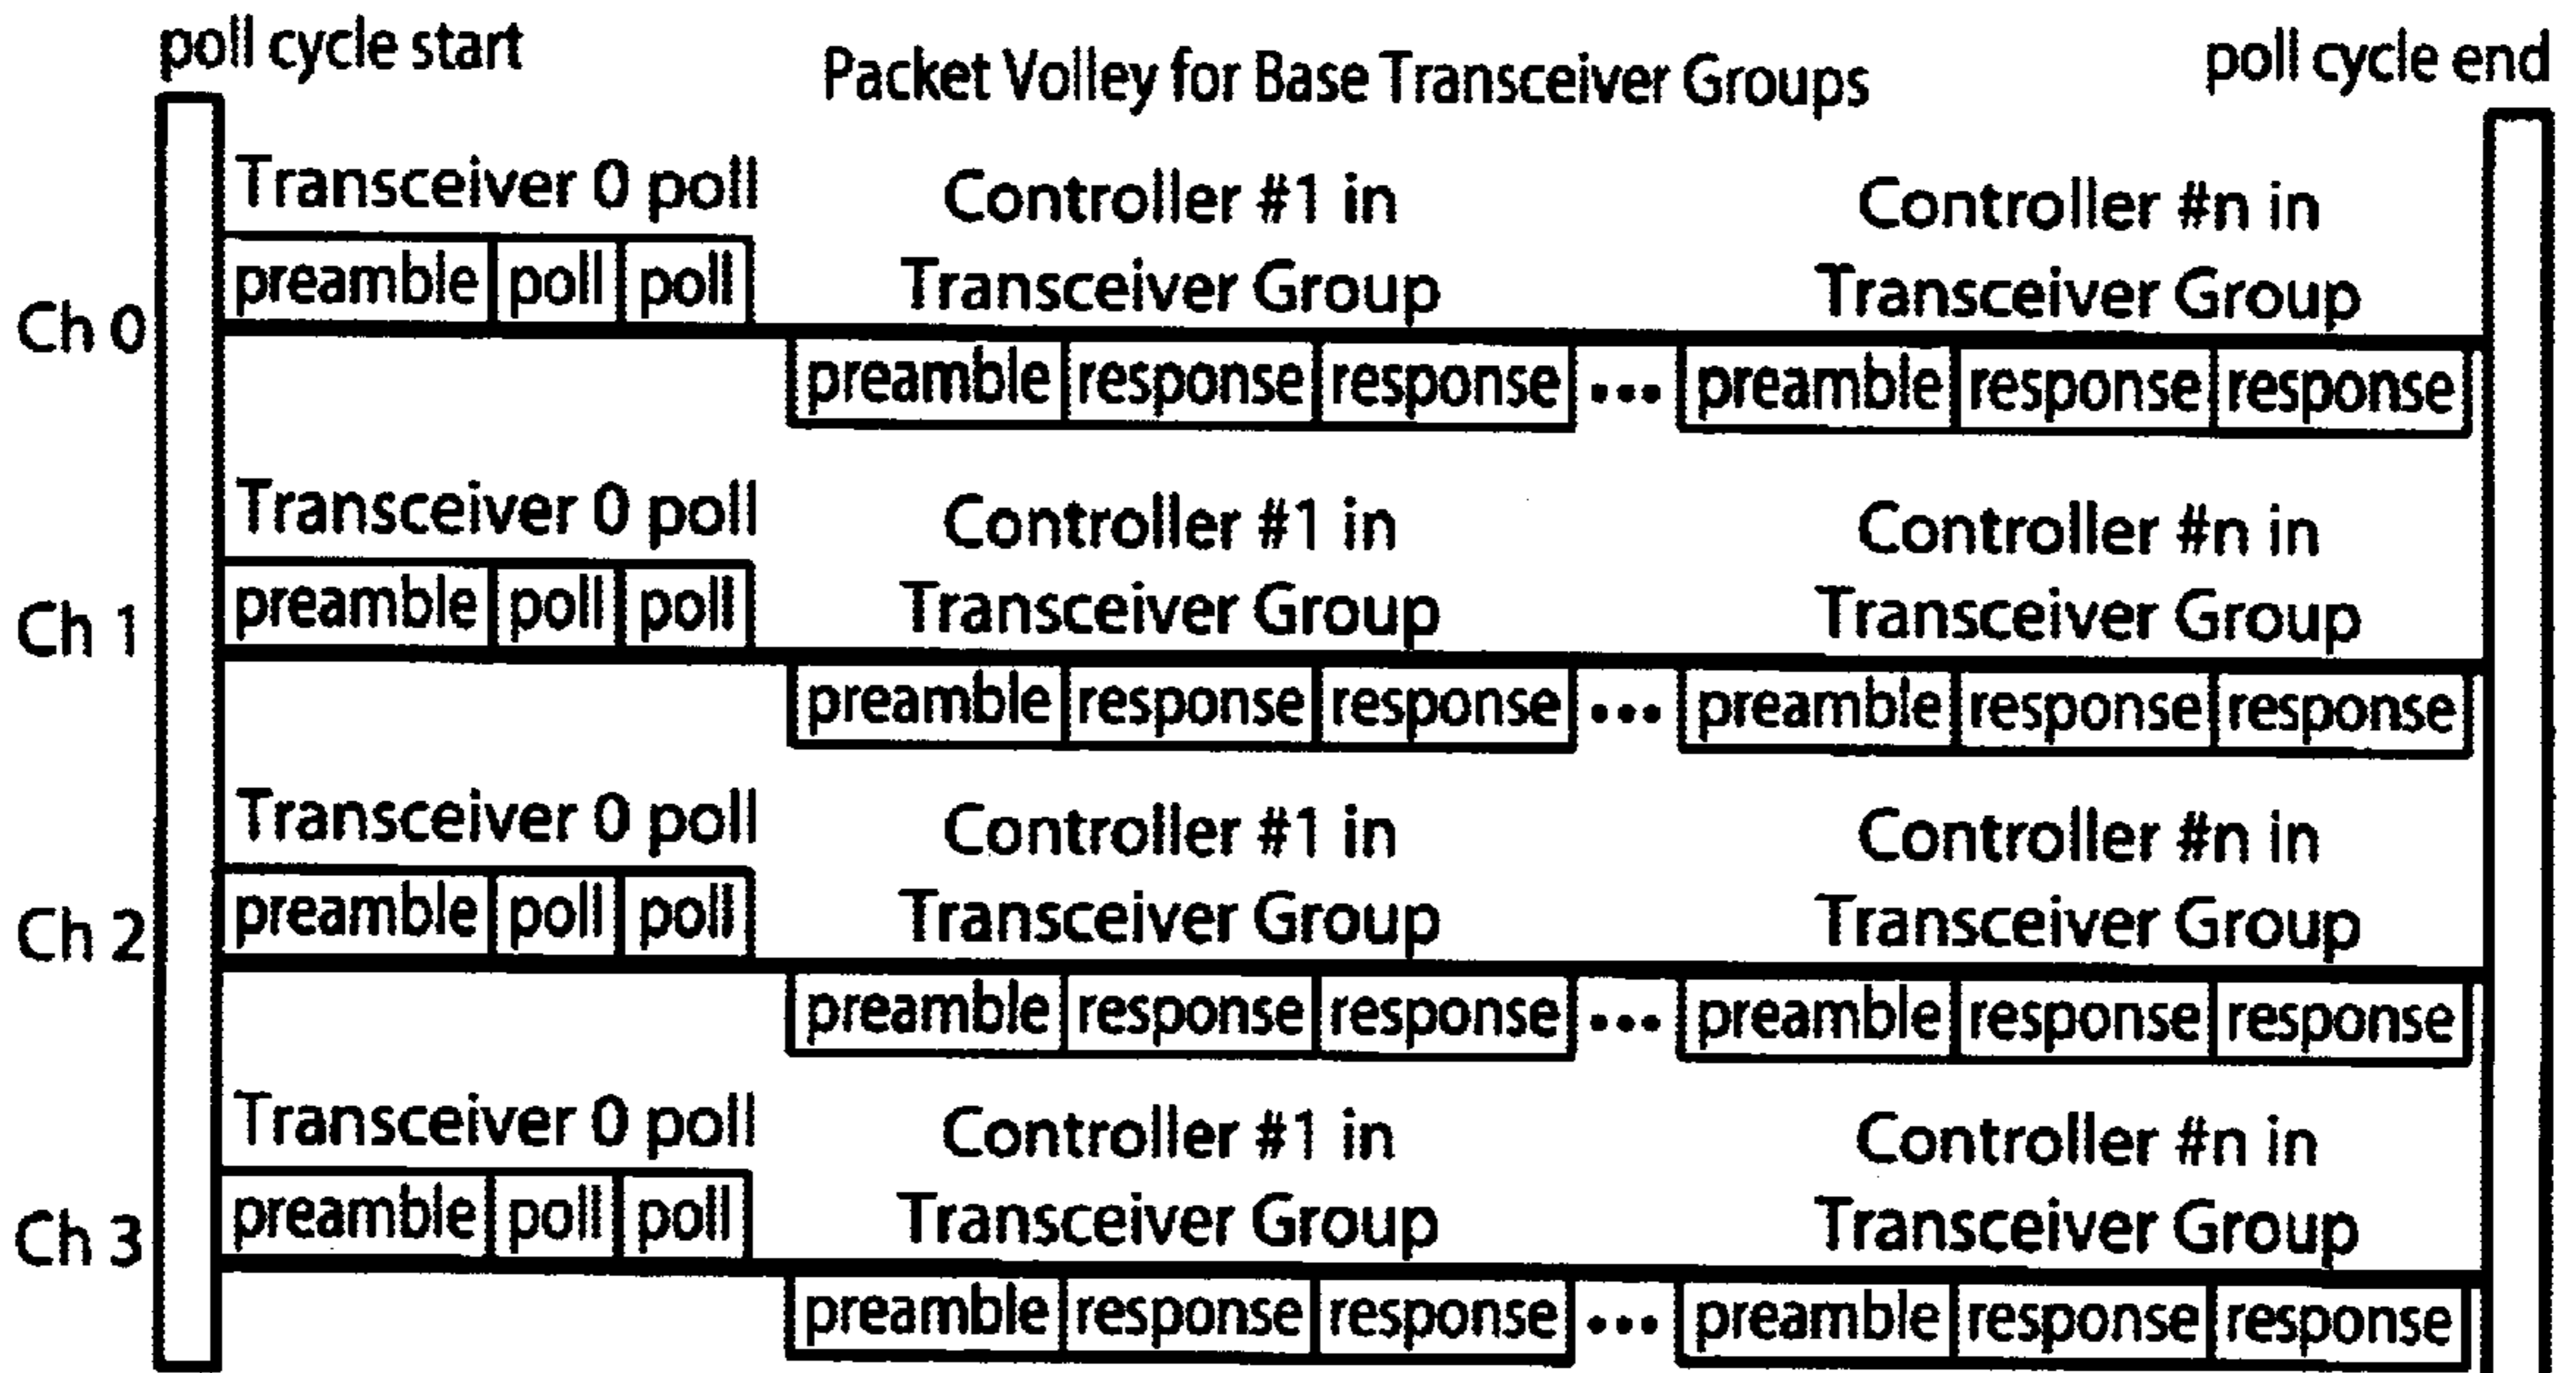 poll cycle start
Packet Volley for Base Transceiver Groups
poll cycle end
Transceiver 0 poll
Controller #1 in
Transceiver Group
Controller #n in
Transceiver Group
Ch 0
preamble poll poll
preamble response response ... preamble response response
Transceiver 0 poll
Controller #1 in
Transceiver Group
Controller #n in
Transceiver Group
Ch 1
preamble poll poll
preamble response response ... preamble response response
Transceiver 0 poll
Controller #1 in
Transceiver Group
Controller #n in
Transceiver Group
Ch 2
preamble poll poll
preamble response response ... preamble response response
Transceiver 0 poll
Controller #1 in
Transceiver Group
Controller #n in
Transceiver Group
Ch 3
preamble poll poll
preamble response response ... preamble response response